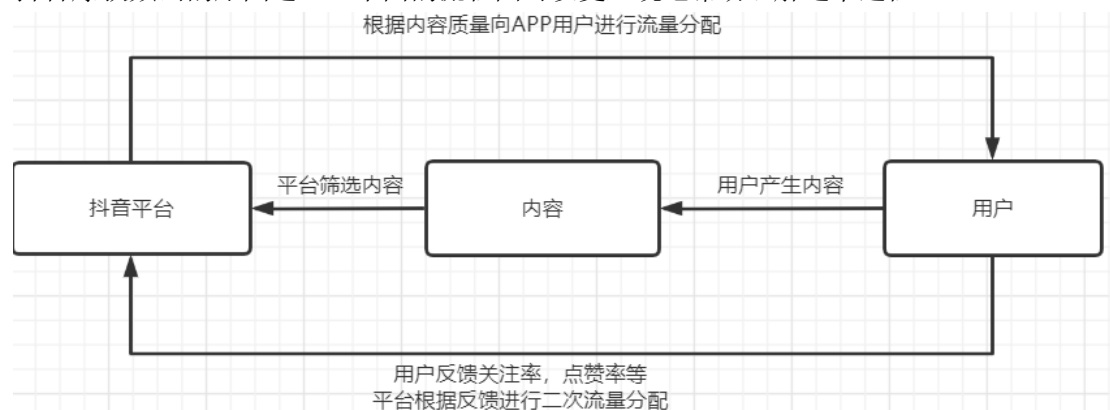 根据内容质量向APP用户进行流量分配
平台筛选内容
用户产生内容
抖音平台
内容
用户
用户反馈关注率，点赞率等
平台根据反馈进行二次流量分配